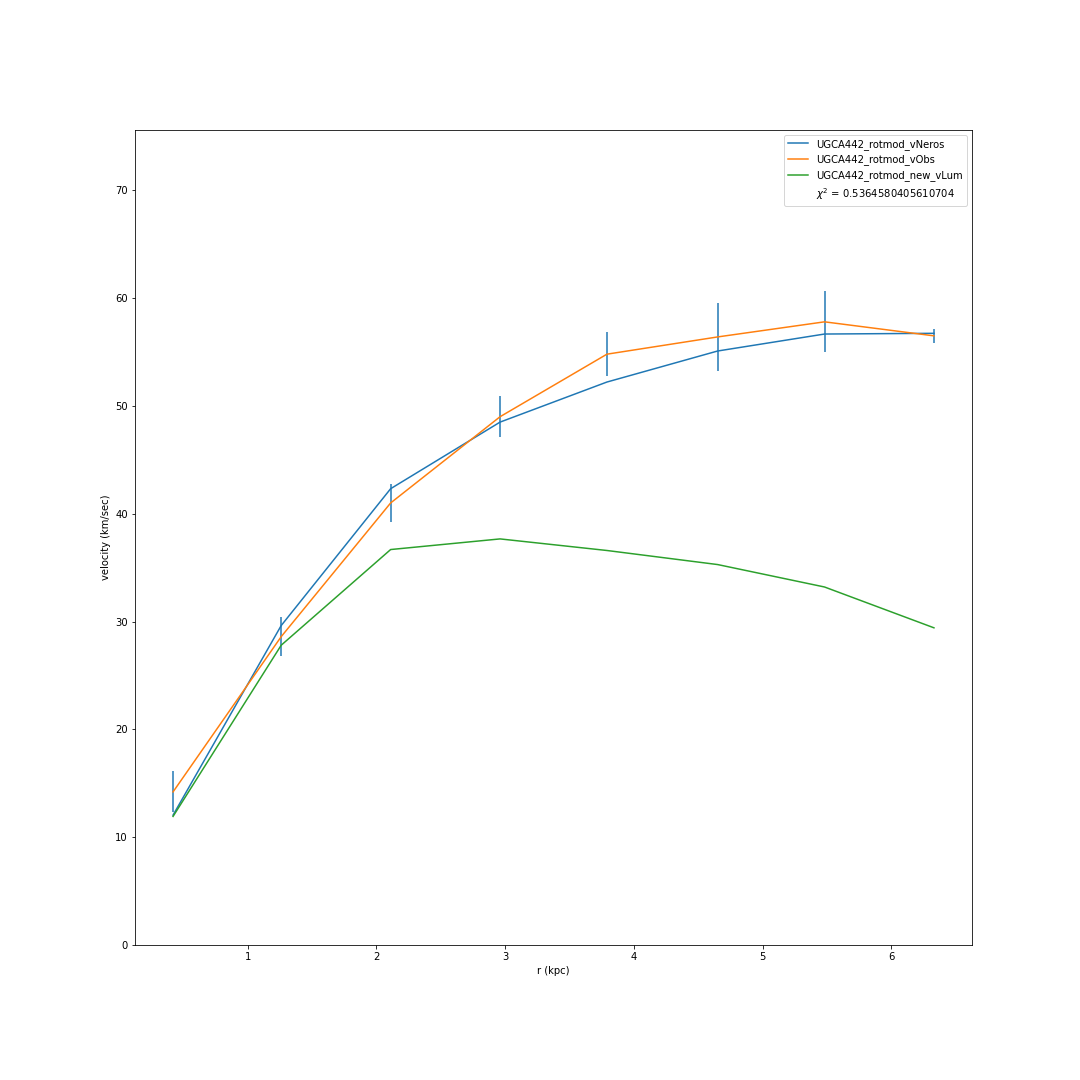 UGCA442_rotmod_vNeros
UGCA442_rotmod_vObs
UGCA442_rotmod_new_vLum
χ² = 0.5364580405610704
70
60
50
40
30
20
10
0
velocity (km/sec)
1 2 3 4 5 6
r (kpc)